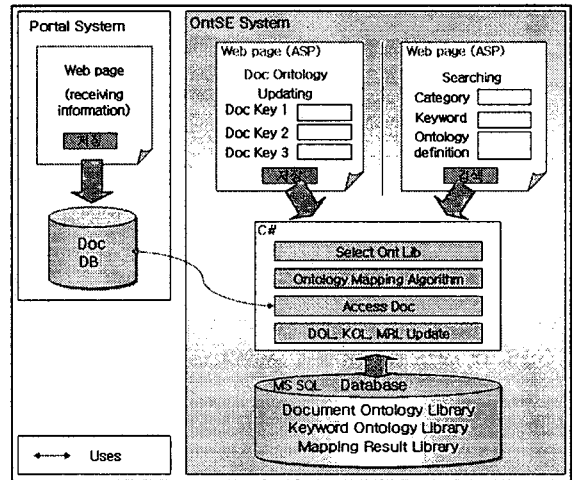 Portal System
Web page
(receiving
information)
저장
Doc
DB
Uses
OntSE System
Web page (ASP)
Doc Ontology
Updating
Doc Key 1
Doc Key 2
Doc Key 3
저장
Web page (ASP)
Searching
Category
Keyword
Ontology
definition
검색
C#
Select Ont Lib
Ontology Mapping Algorithm
Access Doc
DOL, KOL, MRL Update
MS SQL Database
Document Ontology Library
Keyword Ontology Library
Mapping Result Library